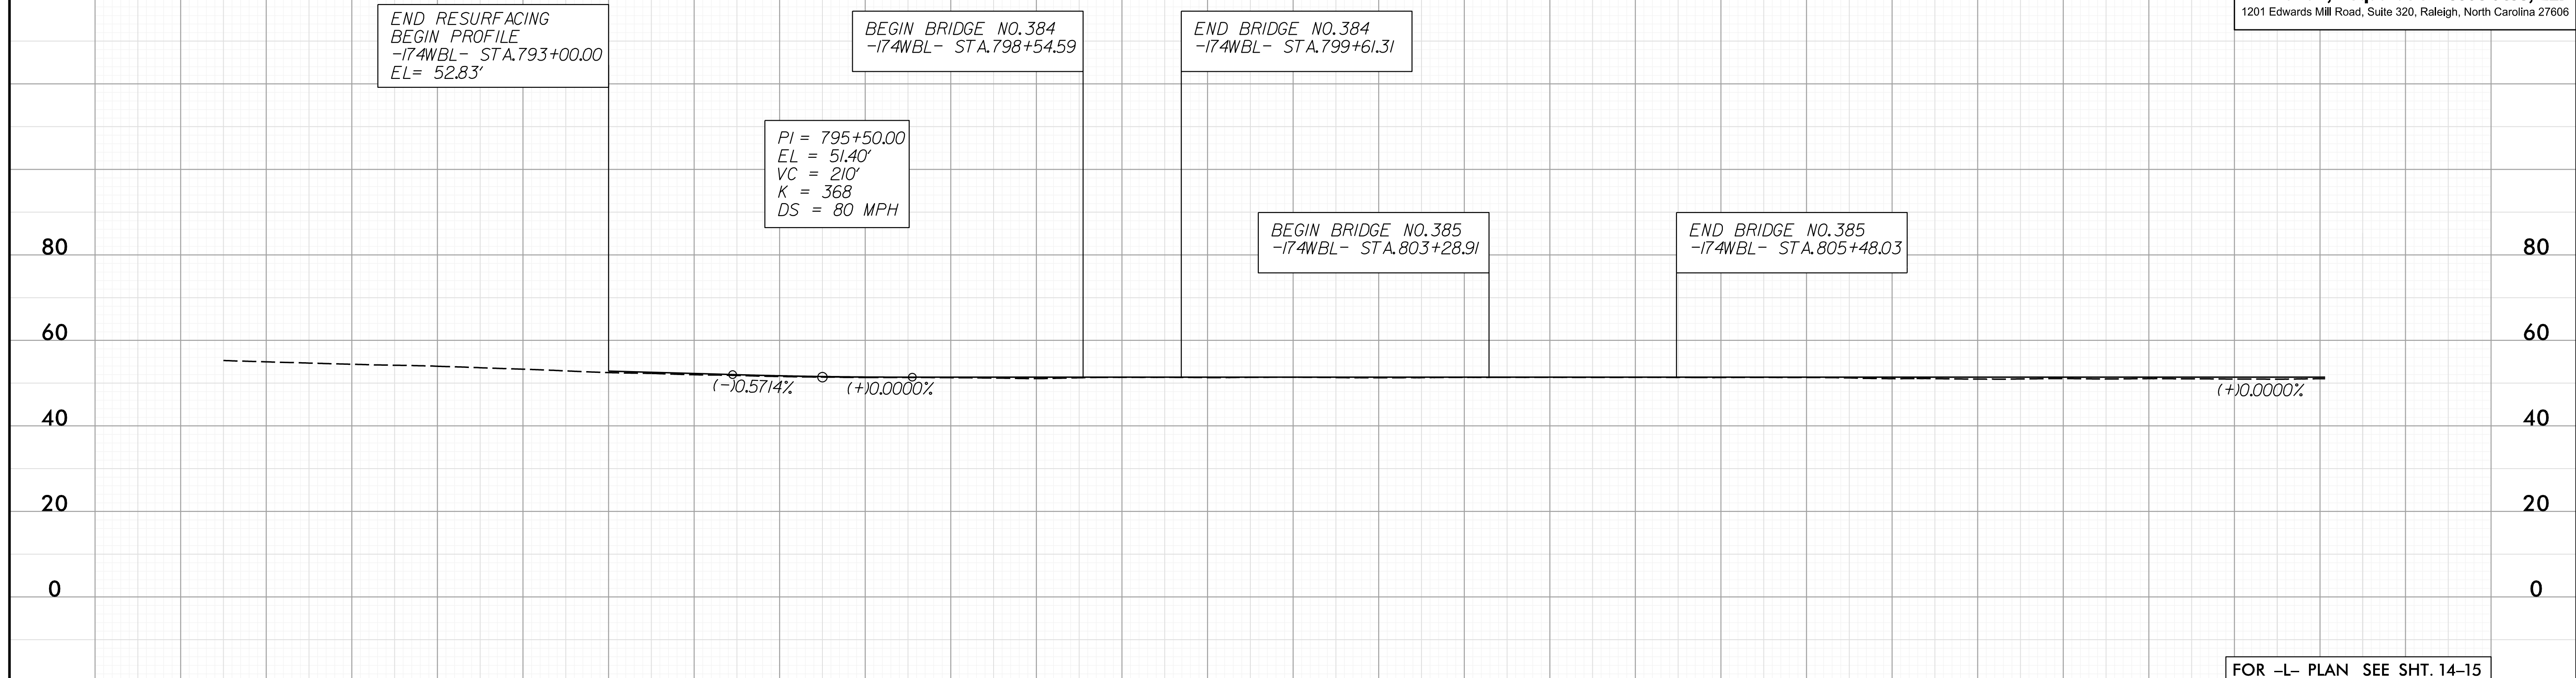 1201 Edwards Mill Road, Suite 320, Raleigh, North Carolina 27606
END RESURFACING
BEGIN PROFILE
-I74WBL- STA.793+00.00
EL= 52.83'
BEGIN BRIDGE NO.384
-I74WBL- STA.798+54.59
END BRIDGE NO.384
-I74WBL- STA.799+61.31
PI = 795+50.00
EL = 51.40'
VC = 210'
K = 368
DS = 80 MPH
BEGIN BRIDGE NO.385
-I74WBL- STA.803+28.91
END BRIDGE NO.385
-I74WBL- STA.805+48.03
80
80
60
60
(-)0.5714%
(+)0.0000%
(+)0.0000%
40
40
20
20
0
0
FOR -L- PLAN SEE SHT. 14-15